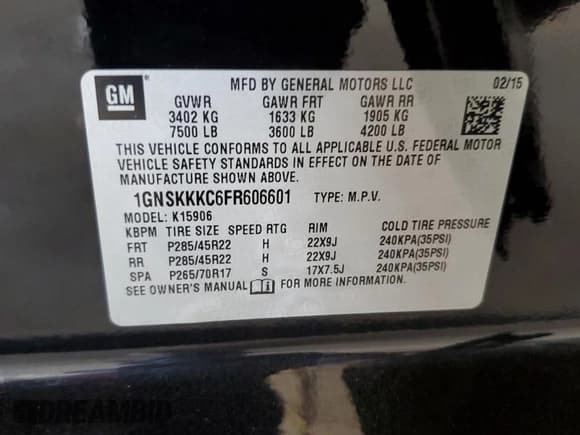 GM
MFD BY GENERAL MOTORS LLC 02/15
GVWR GAWR FRT GAWR RR
3402 KG 1633 KG 1905 KG
7500 LB 3600 LB 4200 LB
THIS VEHICLE CONFORMS TO ALL APPLICABLE U.S. FEDERAL MOTOR
VEHICLE SAFETY STANDARDS IN EFFECT ON THE DATE OF
MANUFACTURE SHOWN ABOVE.
1GNSKKKC6FR606601 TYPE: M.P.V.
MODEL: K15906
KBPM TIRE SIZE SPEED RTG RIM COLD TIRE PRESSURE
FRT P285/45R22 H 22X9J 240KPA(35PSI)
RR P285/45R22 H 22X9J 240KPA(35PSI)
SPA P265/70R17 S 17X7.5J 240KPA(35PSI)
SEE OWNER'S MANUAL FOR MORE INFORMATION.
DREAMBID